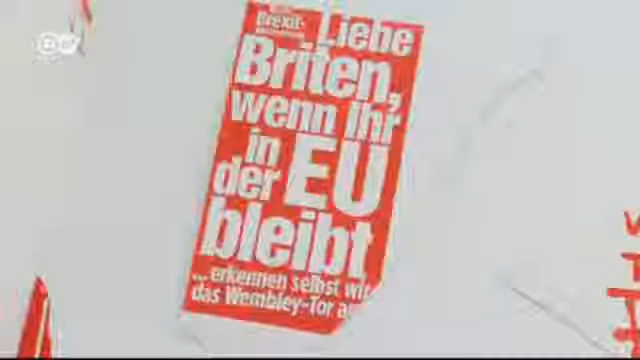 DW
Brexit-
Liebe
Briten,
wenn ihr
in
der EU
bleibt
... erkennen selbst wir
das Wembley-Tor a